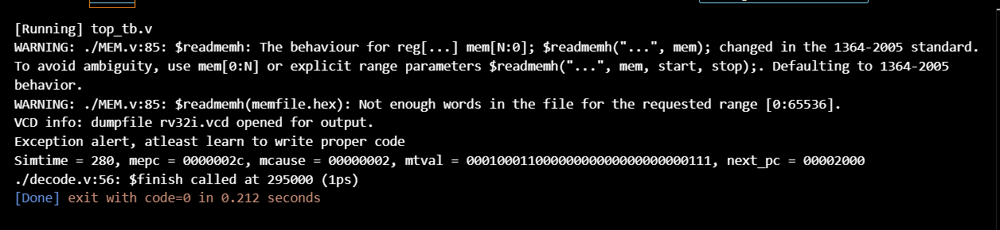 [Running] top_tb.v
WARNING: ./MEM.v:85: $readmemh: The behaviour for reg[...] mem[N:0]; $readmemh("...", mem); changed in the 1364-2005 standard.
To avoid ambiguity, use mem[0:N] or explicit range parameters $readmemh("...", mem, start, stop);. Defaulting to 1364-2005
behavior.
WARNING: ./MEM.v:85: $readmemh(memfile.hex): Not enough words in the file for the requested range [0:65536].
VCD info: dumpfile rv32i.vcd opened for output.
Exception alert, atleast learn to write proper code
Simtime = 280, mepc = 0000002c, mcause = 00000002, mtval = 00010001100000000000000000000111, next_pc = 00002000
./decode.v:56: $finish called at 295000 (1ps)
[Done] exit with code=0 in 0.212 seconds